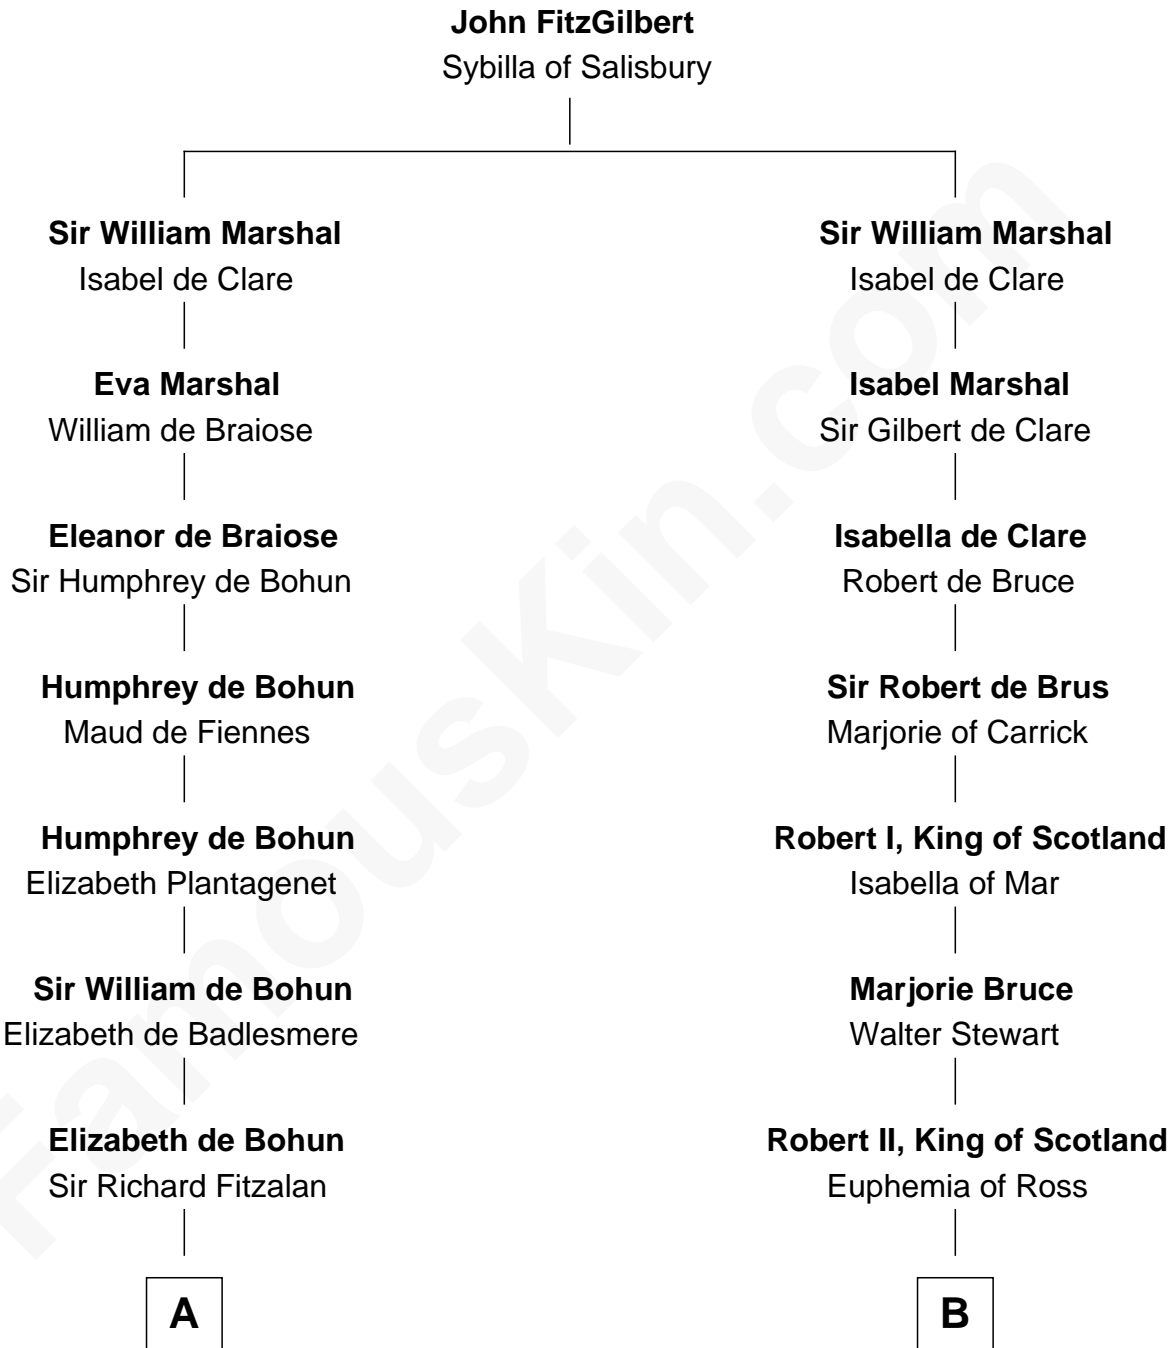 John FitzGilbert
Sybilla of Salisbury
Sir William Marshal
Isabel de Clare
Sir William Marshal
Isabel de Clare
Eva Marshal
William de Braiose
Isabel Marshal
Sir Gilbert de Clare
Eleanor de Braiose
Sir Humphrey de Bohun
Isabella de Clare
Robert de Bruce
Humphrey de Bohun
Maud de Fiennes
Sir Robert de Brus
Marjorie of Carrick
Humphrey de Bohun
Elizabeth Plantagenet
Robert I, King of Scotland
Isabella of Mar
Sir William de Bohun
Elizabeth de Badlesmere
Marjorie Bruce
Walter Stewart
Elizabeth de Bohun
Sir Richard Fitzalan
Robert II, King of Scotland
Euphemia of Ross
A
B
FamousKin.com